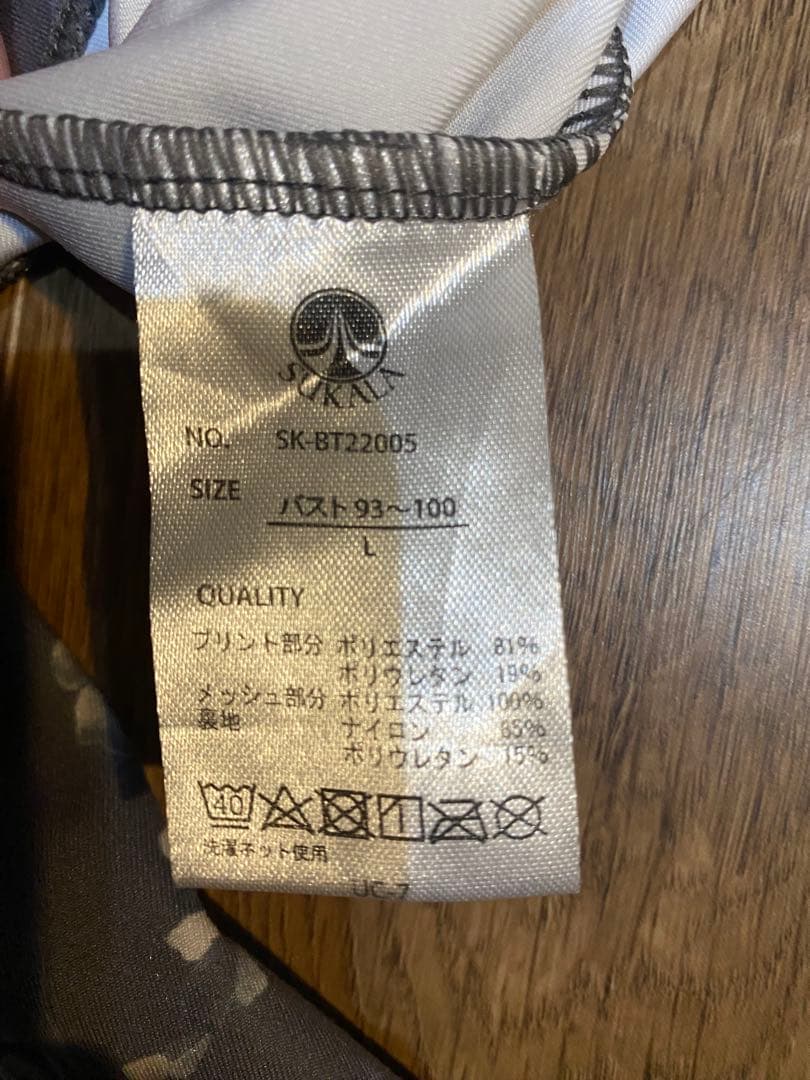 SUKALA
NO. SK-BT22005
SIZE バスト 93〜100
L
QUALITY
プリント部分 ポリエステル 81%
ポリウレタン 19%
メッシュ部分 ポリエステル 100%
裏地 ナイロン 85%
ポリウレタン 15%
40
洗濯ネット使用
UC-7